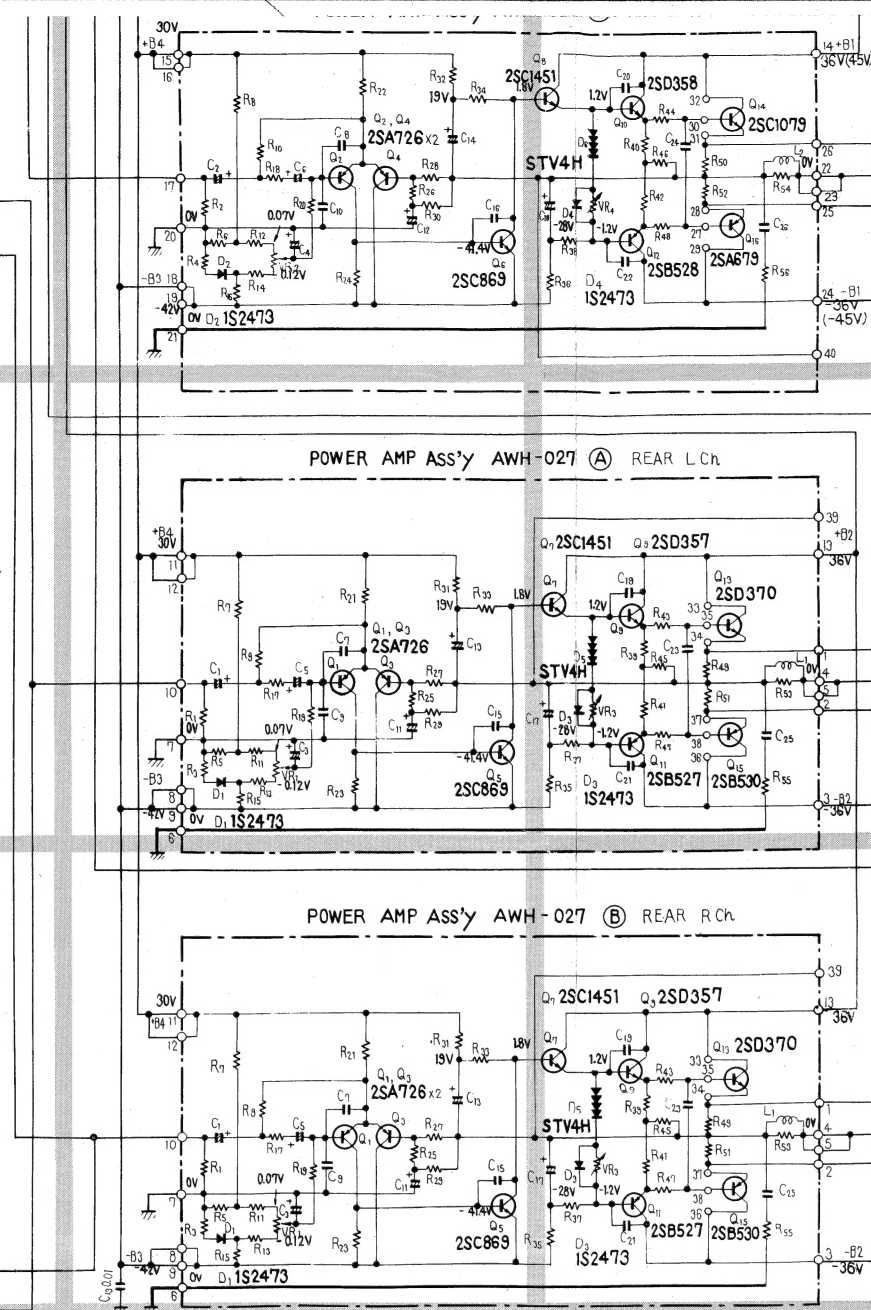 30V
+B4
15
16
R8
R22
R32
19V
R34
Q8
2SC1451
1.8V
1.2V
C20
2SD358
14 +B1
36V(45V
Q2, Q4
2SA726 x2
C8
C14
Q10
R44
C24
32
30
31
Q14
2SC1079
R10
D6
R40
R46
26
C2
R18
C6
Q2
Q4
R28
STV4H
R50
L2
0V
22
17
R2
R20
C10
R26
R30
C12
C16
D4
VR4
R42
R52
R54
23
25
0V
20
0.07V
R6
R12
C4
-41.4V
-28V
-1.2V
R38
R48
28
27
29
C26
R4
D2
R14
0.12V
R24
Q6
2SC869
Q12
C22
2SB528
Q16
2SA679
-B3 18
19
-42V
0V
D2 1S2473
R36
D4
1S2473
R56
24
-B1
-36V
(-45V)
21
40
POWER AMP ASS'y AWH-027 Ⓐ REAR L Ch
39
+B4
30V
11
12
Q7 2SC1451
Q9 2SD357
+B2
13
36V
R7
R21
R31
19V
R33
1.8V
Q7
1.2V
C19
Q13
2SD370
Q1, Q3
2SA726
C7
C13
Q9
R43
C23
33
35
34
R9
D5
R39
R45
1
C1
R17
C5
Q1
Q3
R27
STV4H
R49
L1
0V
4
10
R1
R19
C9
R25
R29
C11
C15
C17
D3
VR3
R41
R51
R53
5
2
0V
7
0.07V
R5
R11
C3
-41.4V
-28V
-1.2V
R37
R47
37
38
36
C25
R3
D1
R13
VR1
-0.12V
R23
Q5
2SC869
Q11
C21
2SB527
Q15
2SB530
-B3
8
-42V
9
0V
R15
D1 1S2473
R35
D3
1S2473
R55
3 -B2
-36V
6
POWER AMP ASS'y AWH-027 Ⓑ REAR R Ch
39
30V
+B4
11
12
Q7 2SC1451
Q9 2SD357
13
36V
R7
R21
R31
19V
R33
1.8V
Q7
1.2V
C19
Q13
2SD370
Q1, Q3
2SA726 x2
C7
C13
Q9
R43
C23
33
35
34
R9
D5
R39
R45
1
C1
R17
C5
Q1
Q3
R27
STV4H
R49
L1
0V
4
10
R1
R19
C9
R25
R29
C11
C15
C17
D3
VR3
R41
R51
R53
5
2
0V
7
0.07V
R5
R11
C3
-41.4V
-28V
-1.2V
R37
R47
37
38
36
C25
R3
D1
R13
VR1
-0.12V
R23
Q5
2SC869
Q11
C21
2SB527
Q15
2SB530
-B3
8
-42V
9
0V
R15
D1 1S2473
R35
D3
1S2473
R55
3 -B2
-36V
6
0.01